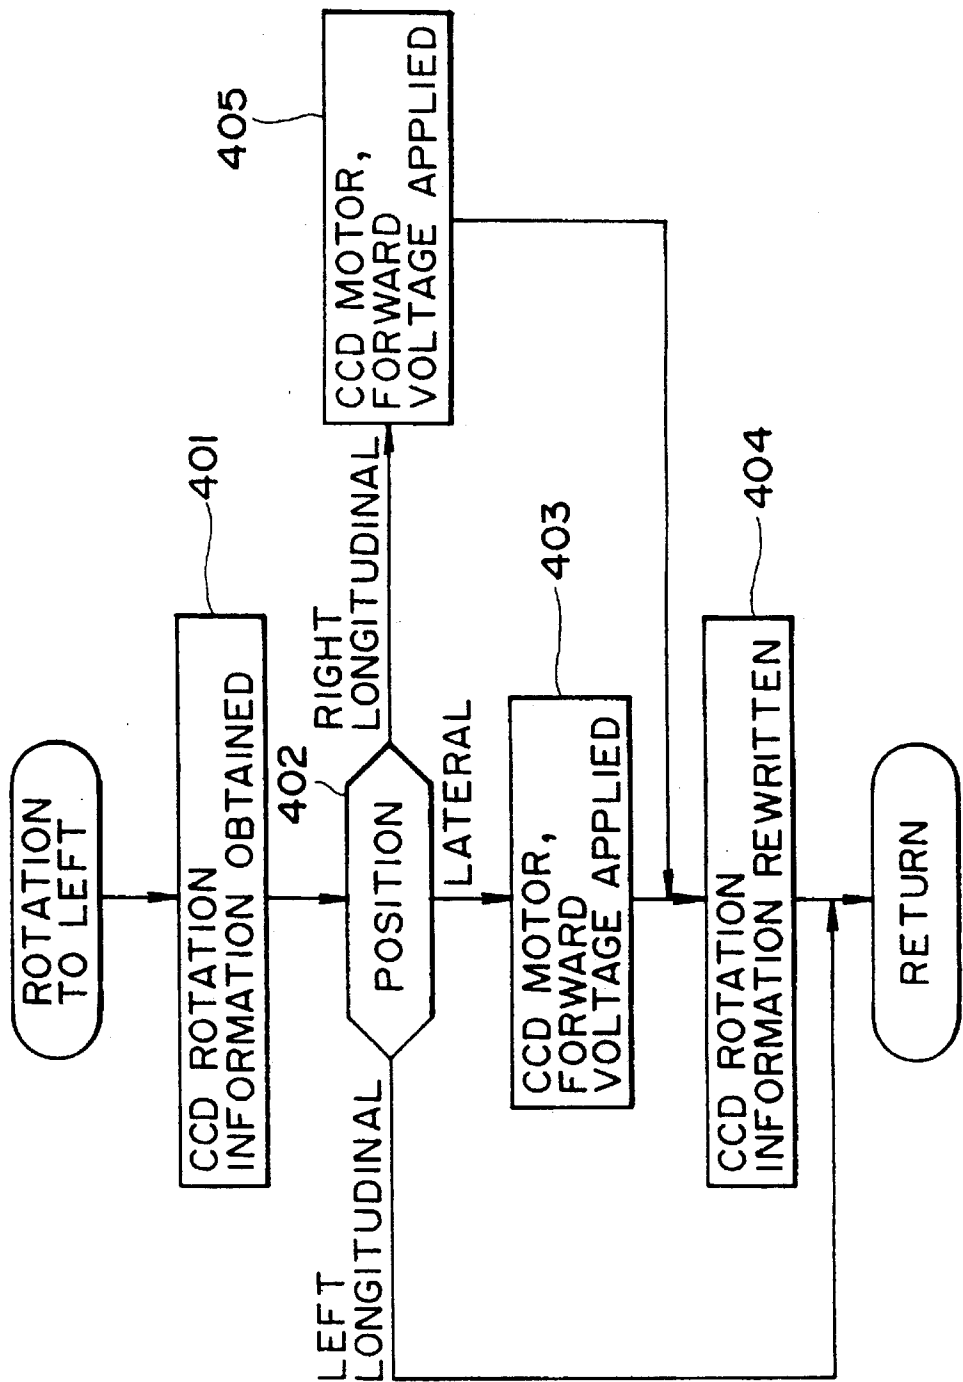 ROTATION
TO LEFT
401
CCD ROTATION
INFORMATION OBTAINED
402
POSITION
LEFT
LONGITUDINAL
RIGHT
LONGITUDINAL
LATERAL
405
CCD MOTOR,
FORWARD
VOLTAGE APPLIED
403
CCD MOTOR,
FORWARD
VOLTAGE APPLIED
404
CCD ROTATION
INFORMATION REWRITTEN
RETURN